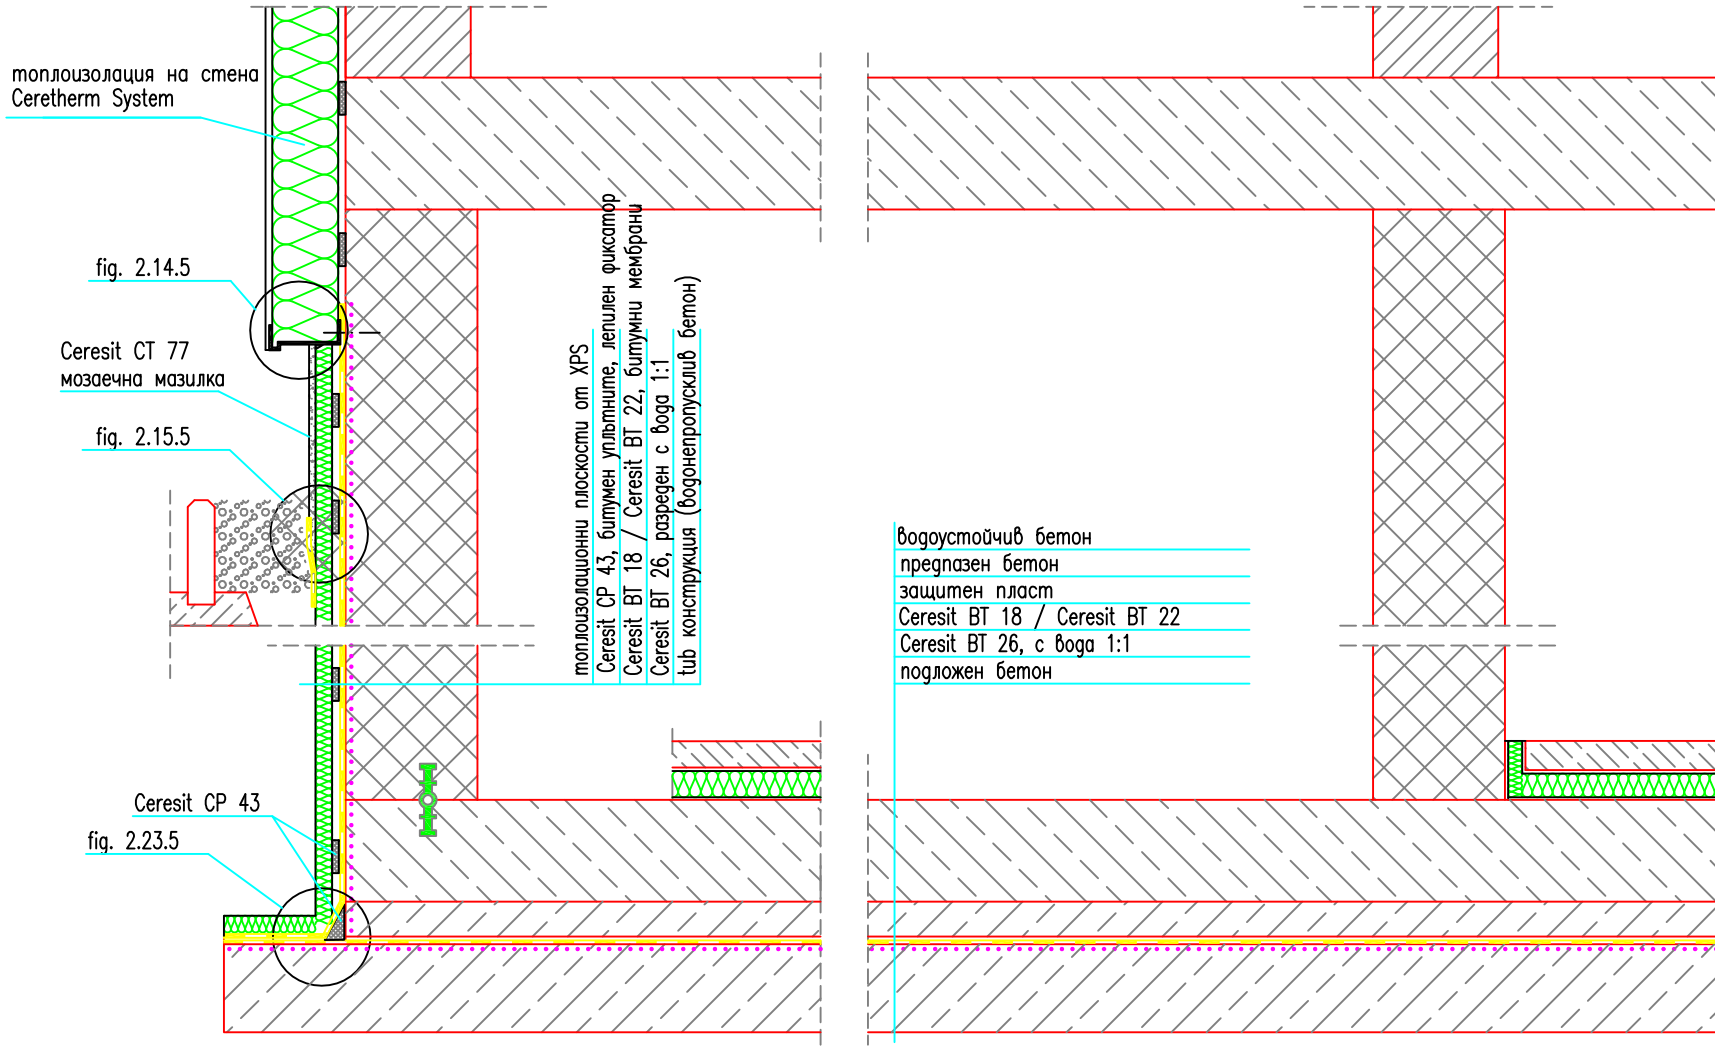 топлоизолация на стена
Ceretherm System
fig. 2.14.5
Ceresit CT 77
мозаечна мазилка
fig. 2.15.5
Ceresit CP 43
fig. 2.23.5
топлоизолационни плоскости от XPS
Ceresit CP 43, битумен уплътните, лепилен фиксатор
Ceresit BT 18 / Ceresit BT 22, битумни мембрани
Ceresit BT 26, разреден с вода 1:1
tub конструкция (водонепропусклив бетон)
водоустойчив бетон
предпазен бетон
защитен пласт
Ceresit BT 18 / Ceresit BT 22
Ceresit BT 26, с вода 1:1
подложен бетон